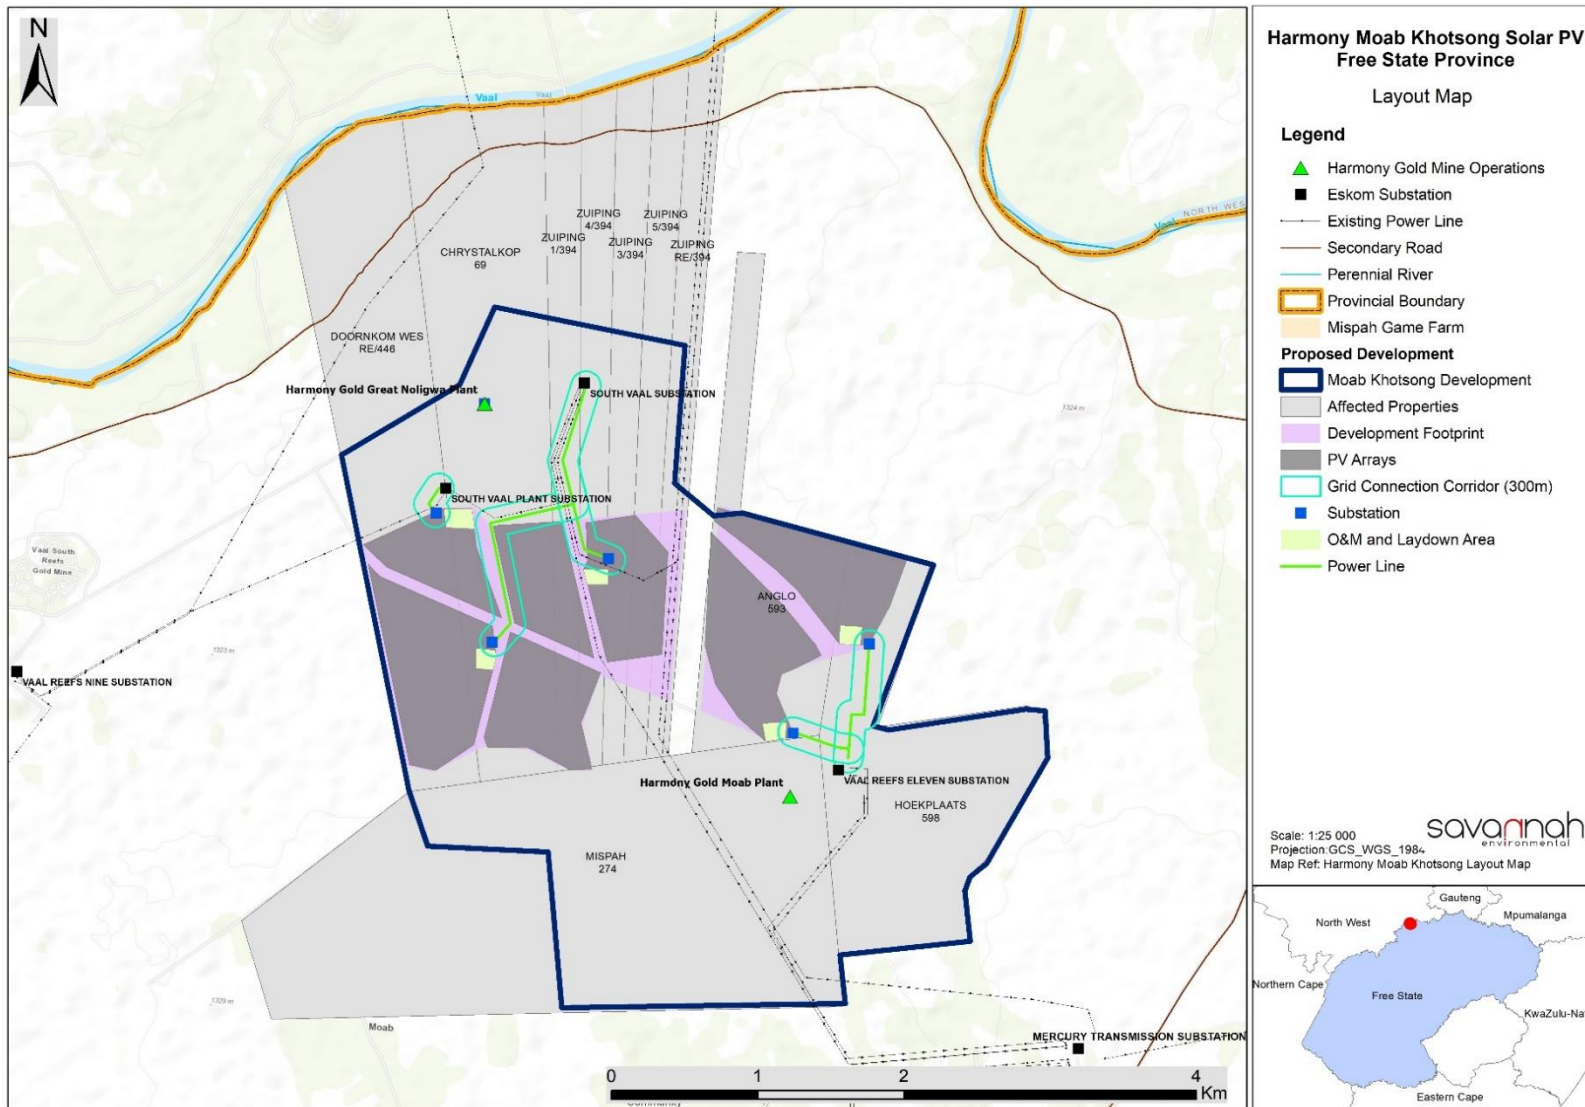 N
Vaal
Vaal
Vaal
NORTH WES
ZUIPING
4/394
ZUIPING
5/394
ZUIPING
1/394
ZUIPING
3/394
ZUIPING
RE/394
CHRYSTALKOP
69
DOORNKOM WES
RE/446
1324 m
Harmony Gold Great Noligwa Plant
SOUTH VAAL SUBSTATION
SOUTH VAAL PLANT SUBSTATION
Vaal South
Reefs
Gold Mine
ANGLO
593
1323 m
VAAL REEFS NINE SUBSTATION
Harmony Gold Moab Plant
VAAL REEFS ELEVEN SUBSTATION
HOEKPLAATS
598
MISPAH
274
1329 m
Moab
MERCURY TRANSMISSION SUBSTATION
0 1 2 4
Km
Harmony Moab Khotsong Solar PV
Free State Province
Layout Map
Legend
Harmony Gold Mine Operations
Eskom Substation
Existing Power Line
Secondary Road
Perennial River
Provincial Boundary
Mispah Game Farm
Proposed Development
Moab Khotsong Development
Affected Properties
Development Footprint
PV Arrays
Grid Connection Corridor (300m)
Substation
O&M and Laydown Area
Power Line
savannah
environmental
Scale: 1:25 000
Projection:GCS_WGS_1984
Map Ref: Harmony Moab Khotsong Layout Map
Gauteng
North West
Mpumalanga
Northern Cape
Free State
KwaZulu-Nat
Eastern Cape